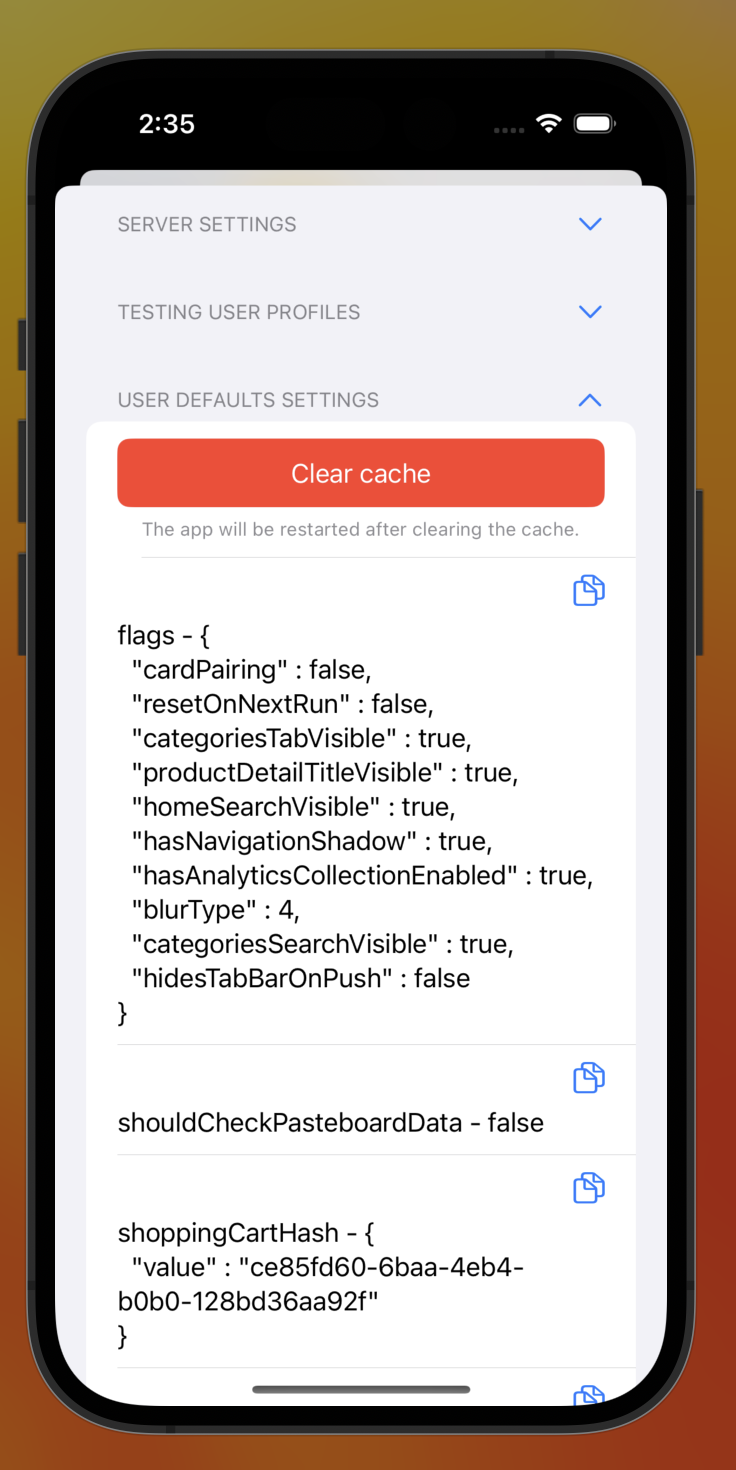 2:35
SERVER SETTINGS
TESTING USER PROFILES
USER DEFAULTS SETTINGS
Clear cache
The app will be restarted after clearing the cache.
flags - {
"cardPairing" : false,
"resetOnNextRun" : false,
"categoriesTabVisible" : true,
"productDetailTitleVisible" : true,
"homeSearchVisible" : true,
"hasNavigationShadow" : true,
"hasAnalyticsCollectionEnabled" : true,
"blurType" : 4,
"categoriesSearchVisible" : true,
"hidesTabBarOnPush" : false
}
shouldCheckPasteboardData - false
shoppingCartHash - {
"value" : "ce85fd60-6baa-4eb4-
b0b0-128bd36aa92f"
}